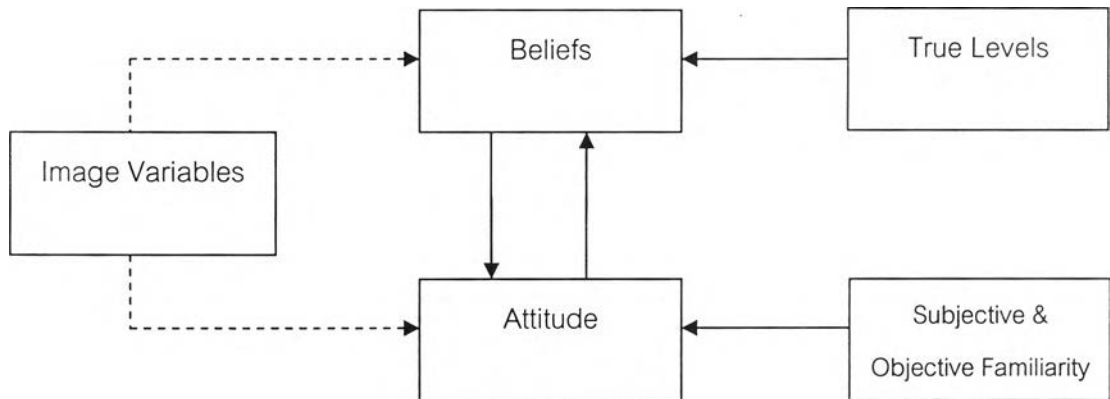 Beliefs
True Levels
Image Variables
Attitude
Subjective &
Objective Familiarity